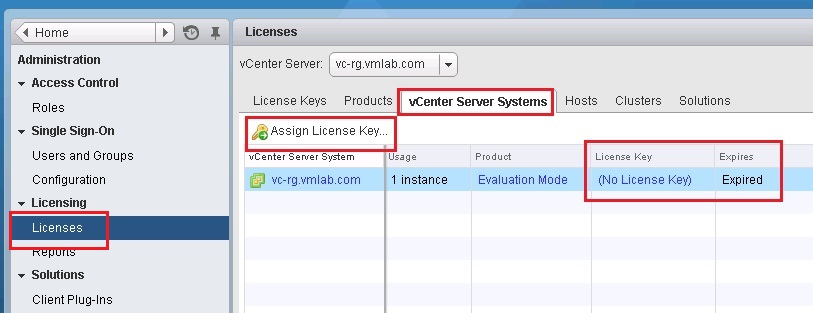 Home
Administration
Access Control
Roles
Single Sign-On
Users and Groups
Configuration
Licensing
Licenses
Reports
Solutions
Client Plug-Ins
Licenses
vCenter Server: vc-rg.vmlab.com
License Keys Products vCenter Server Systems Hosts Clusters Solutions
Assign License Key...
vCenter Server System Usage Product License Key Expires
vc-rg.vmlab.com 1 instance Evaluation Mode (No License Key) Expired